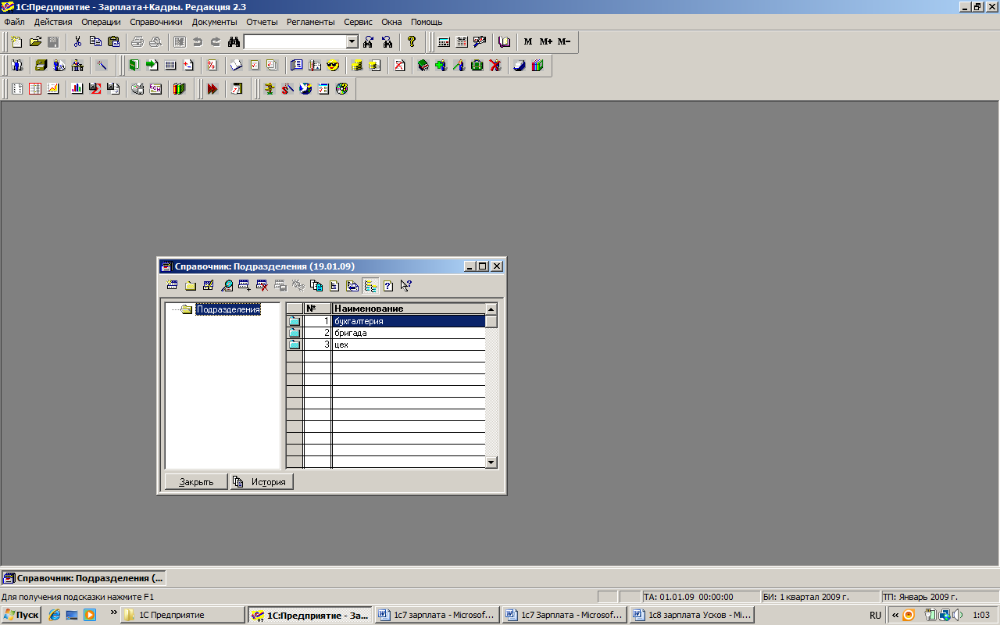 1С:Предприятие - Зарплата+Кадры. Редакция 2.3
Файл Действия Операции Справочники Документы Отчеты Регламенты Сервис Окна Помощь
М М+ М−
Справочник: Подразделения (19.01.09)
Подразделения
№ Наименование
1 бухгалтерия
2 бригада
3 цех
Закрыть История
Справочник: Подразделения (...
Для получения подсказки нажмите F1 ТА: 01.01.09 00:00:00 БИ: 1 квартал 2009 г. ТП: Январь 2009 г.
Пуск » 1С Предприятие 1С:Предприятие - За... 1с7 зарплата - Microsof... 1с7 Зарплата - Microsof... 1с8 зарплата Усков - Mi... RU « 1:03